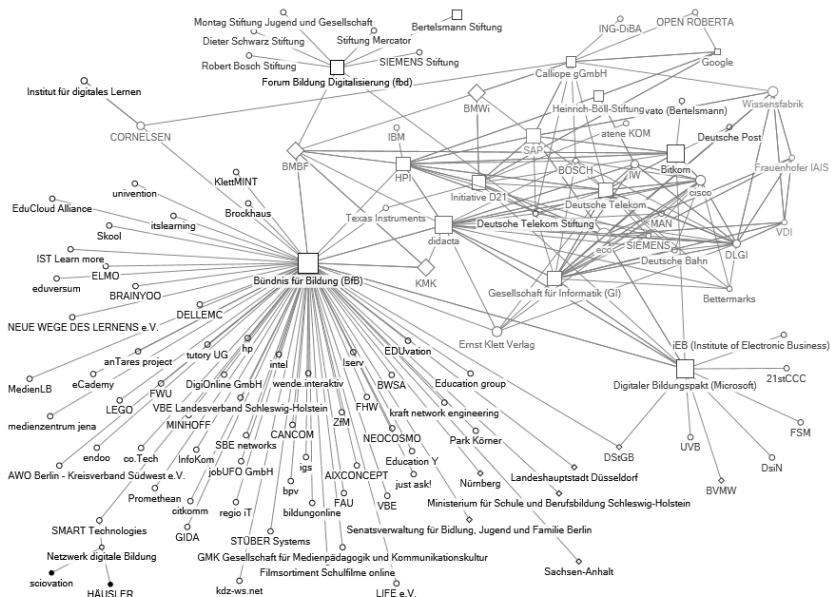 Montag Stiftung Jugend und Gesellschaft
Bertelsmann Stiftung
OPEN ROBERTA
ING-DiBA
Dieter Schwarz Stiftung
Stiftung Mercator
Robert Bosch Stiftung
SIEMENS Stiftung
Google
Calliope gGmbH
Forum Bildung Digitalisierung (fbd)
Institut für digitales Lernen
BMWi
Heinrich-Böll-Stiftung
vato (Bertelsmann)
Wissensfabrik
CORNELSEN
IBM
SAP
atene KOM
Deutsche Post
BMBF
HPI
BOSCH
IW
Bitkom
Fraunhofer IAIS
KlettMINT
Initiative D21
cisco
univention
EduCloud Alliance
Brockhaus
Deutsche Telekom
itslearning
Texas Instruments
Deutsche Telekom Stiftung
MAN
VDI
Skool
didacta
SIEMENS
eco
DLGI
IST Learn more
Deutsche Bahn
ELMO
KMK
eduversum
Bündnis für Bildung (BfB)
BRAINYOO
Gesellschaft für Informatik (GI)
Bettermarks
DELLEMC
NEUE WEGE DES LERNENS e.V.
Ernst Klett Verlag
iEB (Institute of Electronic Business)
hp
EDUvation
tutory UG
intel
lserv
anTares project
wende.interaktiv
21stCCC
MedienLB
eCademy
DigiOnline GmbH
BWSA
Education group
Digitaler Bildungspakt (Microsoft)
FWU
LEGO
VBE Landesverband Schleswig-Holstein
FHW
kraft network engineering
medienzentrum jena
MINHOFF
ZfM
CANCOM
NEOCOSMO
Park Körner
FSM
SBE networks
UVB
endoo
co.Tech
InfoKom
Education Y
DStGB
DsiN
AWO Berlin - Kreisverband Südwest e.V.
jobUFO GmbH
igs
AIXCONCEPT
just ask!
Nürnberg
Landeshauptstadt Düsseldorf
BVMW
Promethean
citkomm
regio iT
bpv
bildungonline
FAU
VBE
Ministerium für Schule und Berufsbildung Schleswig-Holstein
SMART Technologies
GIDA
STÜBER Systems
Senatsverwaltung für Bidlung, Jugend und Familie Berlin
Netzwerk digitale Bildung
GMK Gesellschaft für Medienpädagogik und Kommunikationskultur
Filmsortiment Schulfilme online
Sachsen-Anhalt
sciovation
HÄUSLER
kdz-ws.net
LIFE e.V.